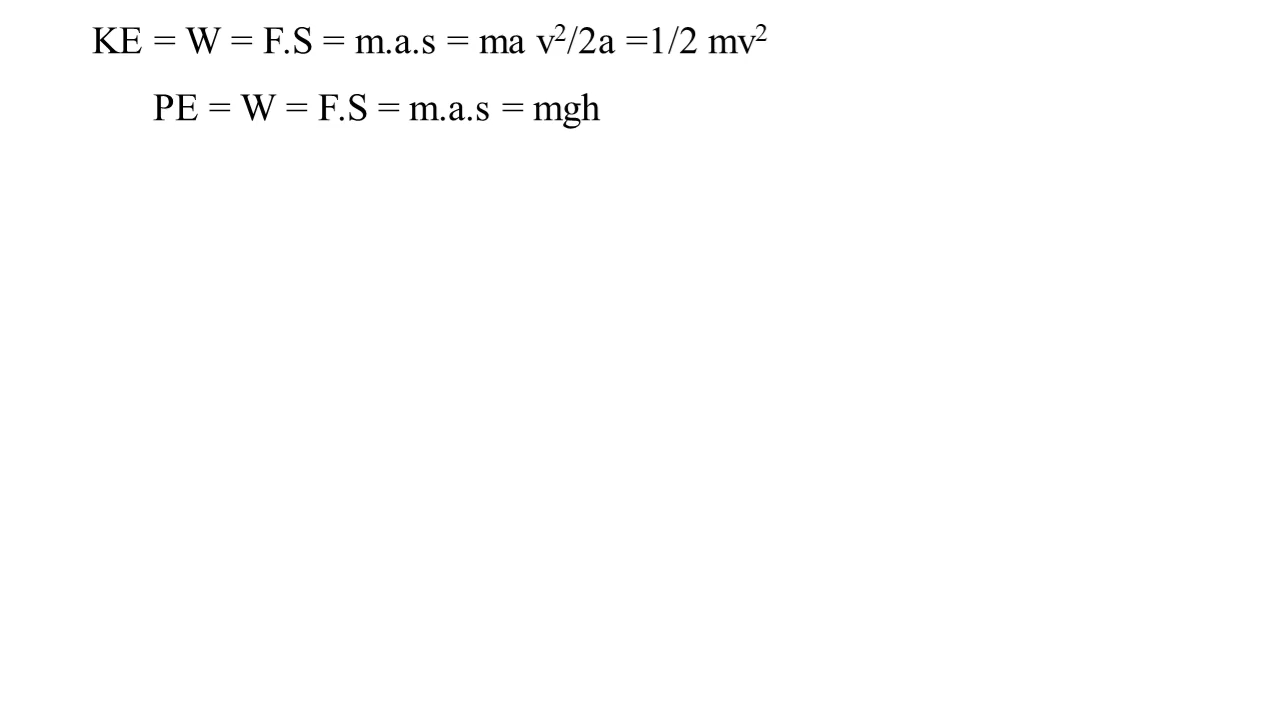 KE = W = F.S = m.a.s = ma v²/2a =1/2 mv²
PE = W = F.S = m.a.s = mgh